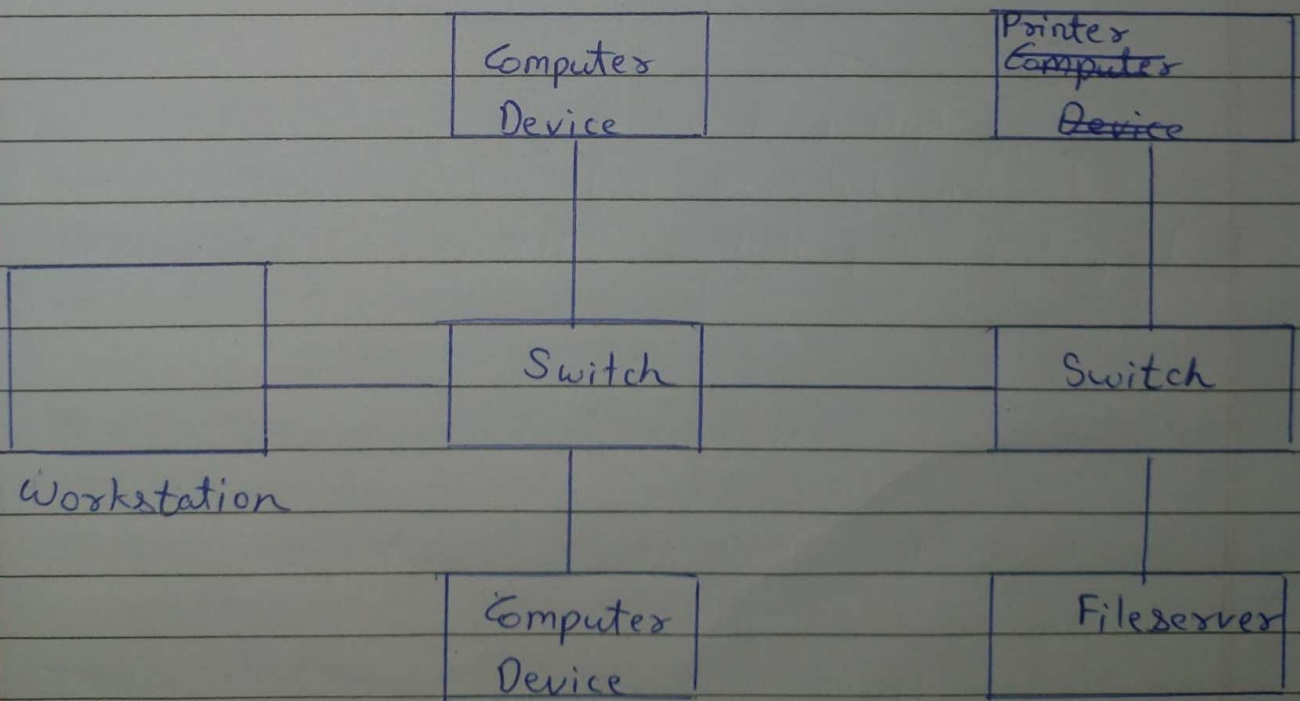 Computer
Device
Printer
Computer
Device
Switch
Switch
Workstation
Computer
Device
Fileserver